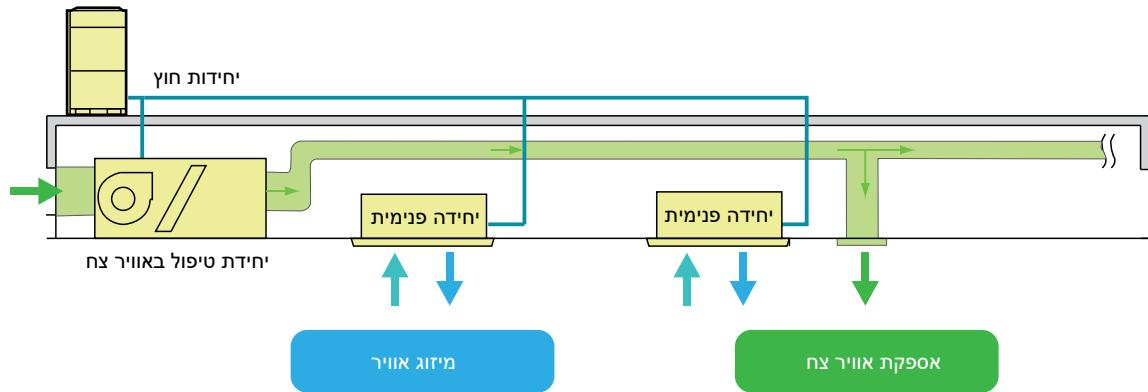 יחידות חוץ
יחידה פנימית
יחידה פנימית
יחידת טיפול באוויר צח
מיזוג אוויר
אספקת אוויר צח